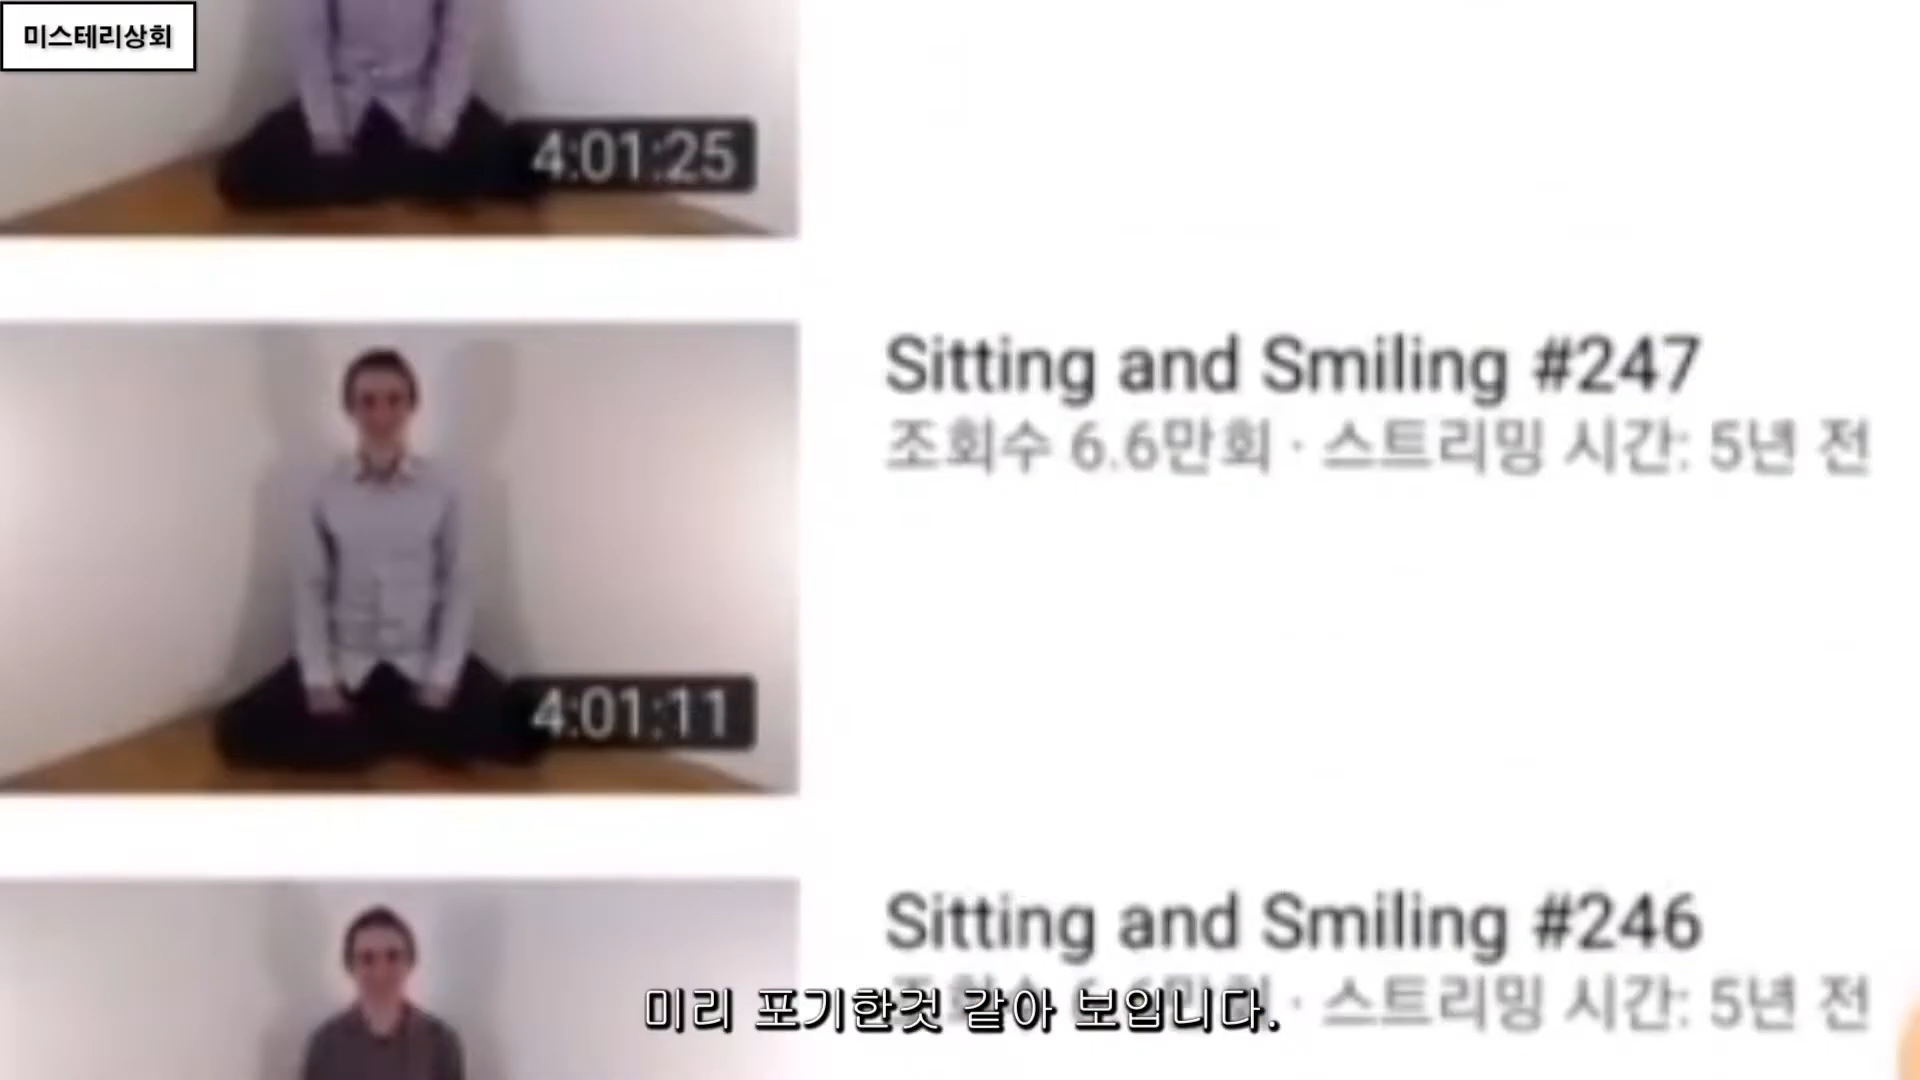 미스테리상회
4:01:25
Sitting and Smiling #247
조회수 6.6만회 · 스트리밍 시간: 5년 전
4:01:11
Sitting and Smiling #246
스트리밍 시간: 5년 전
미리 포기한것 같아 보입니다.